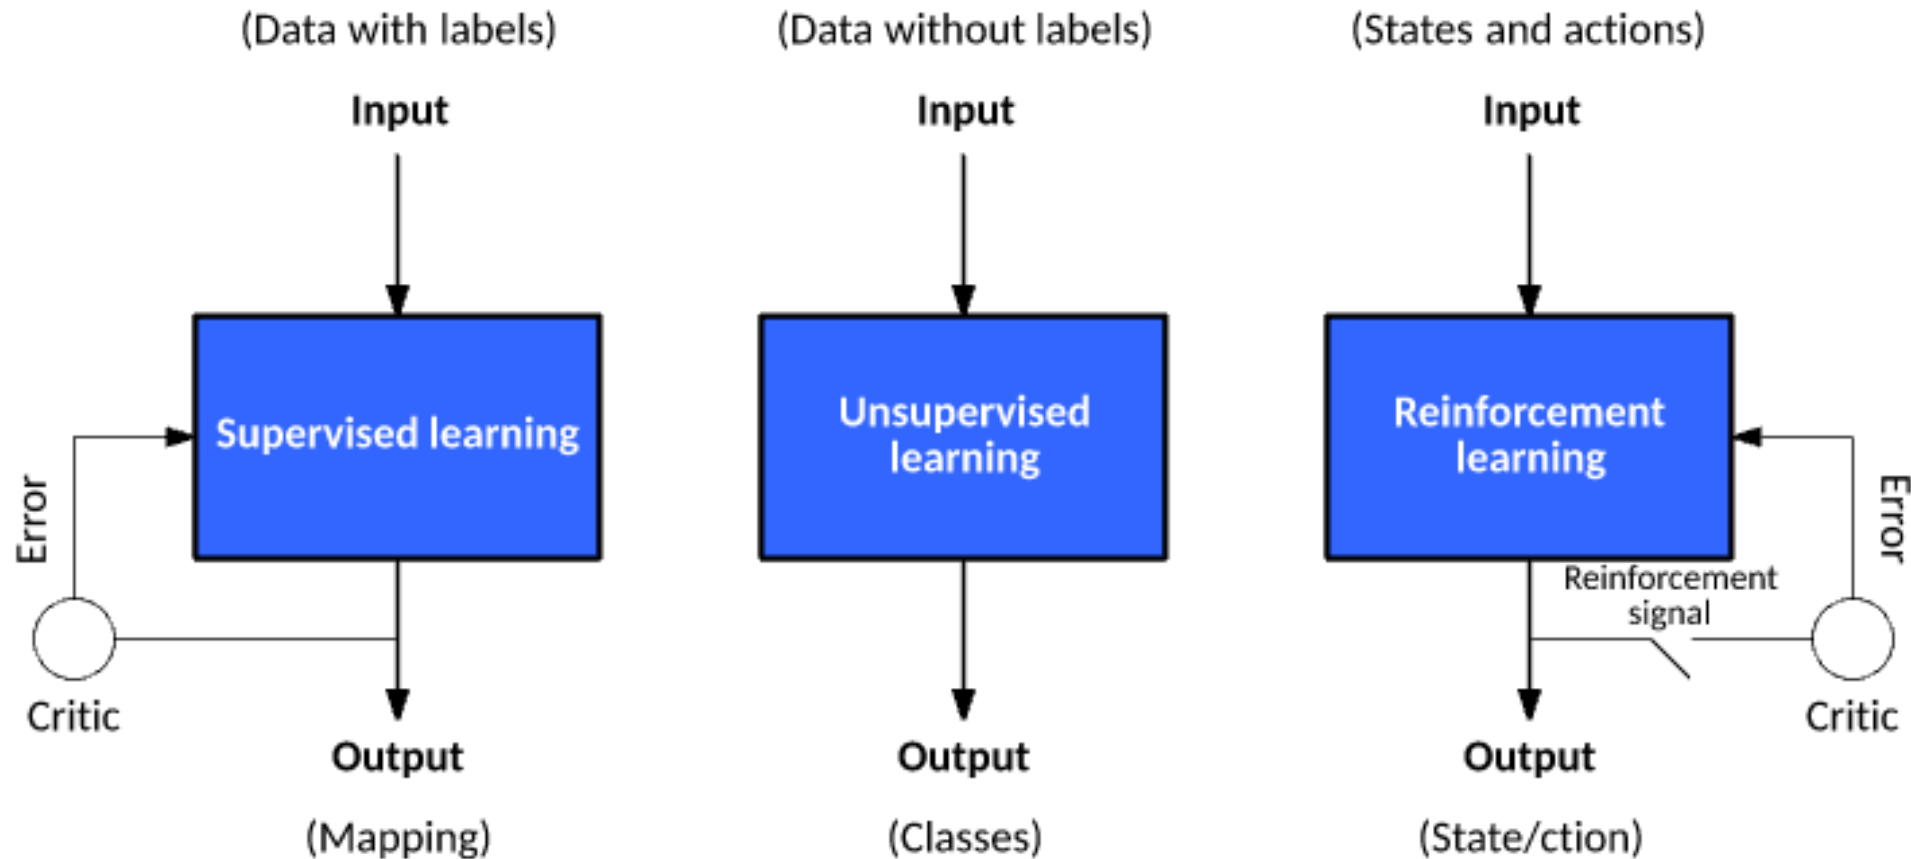 (Data with labels)
Input
Supervised learning
Error
Critic
Output
(Mapping)
(Data without labels)
Input
Unsupervised
learning
Output
(Classes)
(States and actions)
Input
Reinforcement
learning
Error
Reinforcement
signal
Critic
Output
(State/ction)